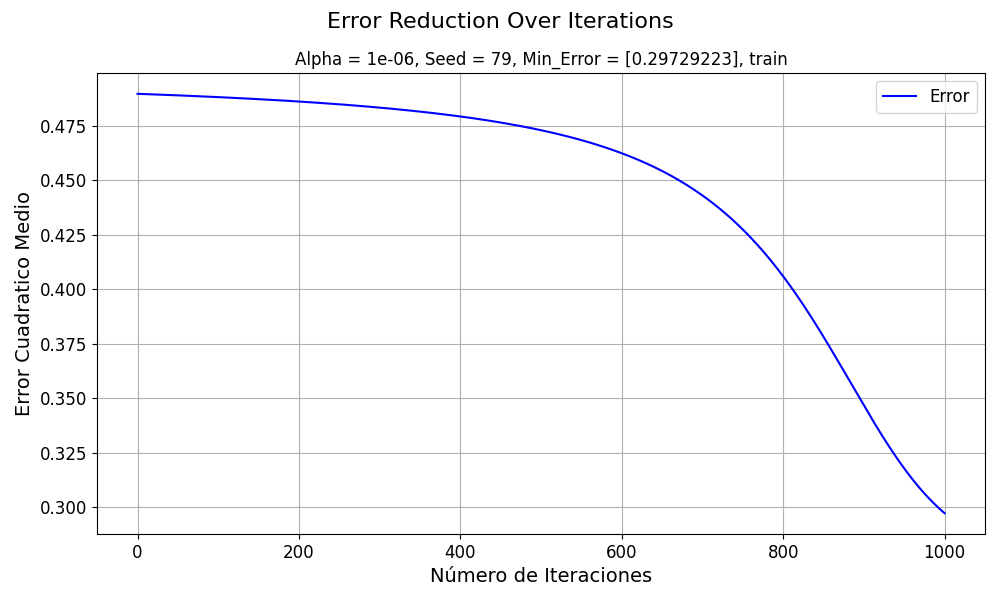 Error Reduction Over Iterations
Alpha = 1e-06, Seed = 79, Min_Error = [0.29729223], train
Error
Error Cuadratico Medio
0.475
0.450
0.425
0.400
0.375
0.350
0.325
0.300
0 200 400 600 800 1000
Número de Iteraciones